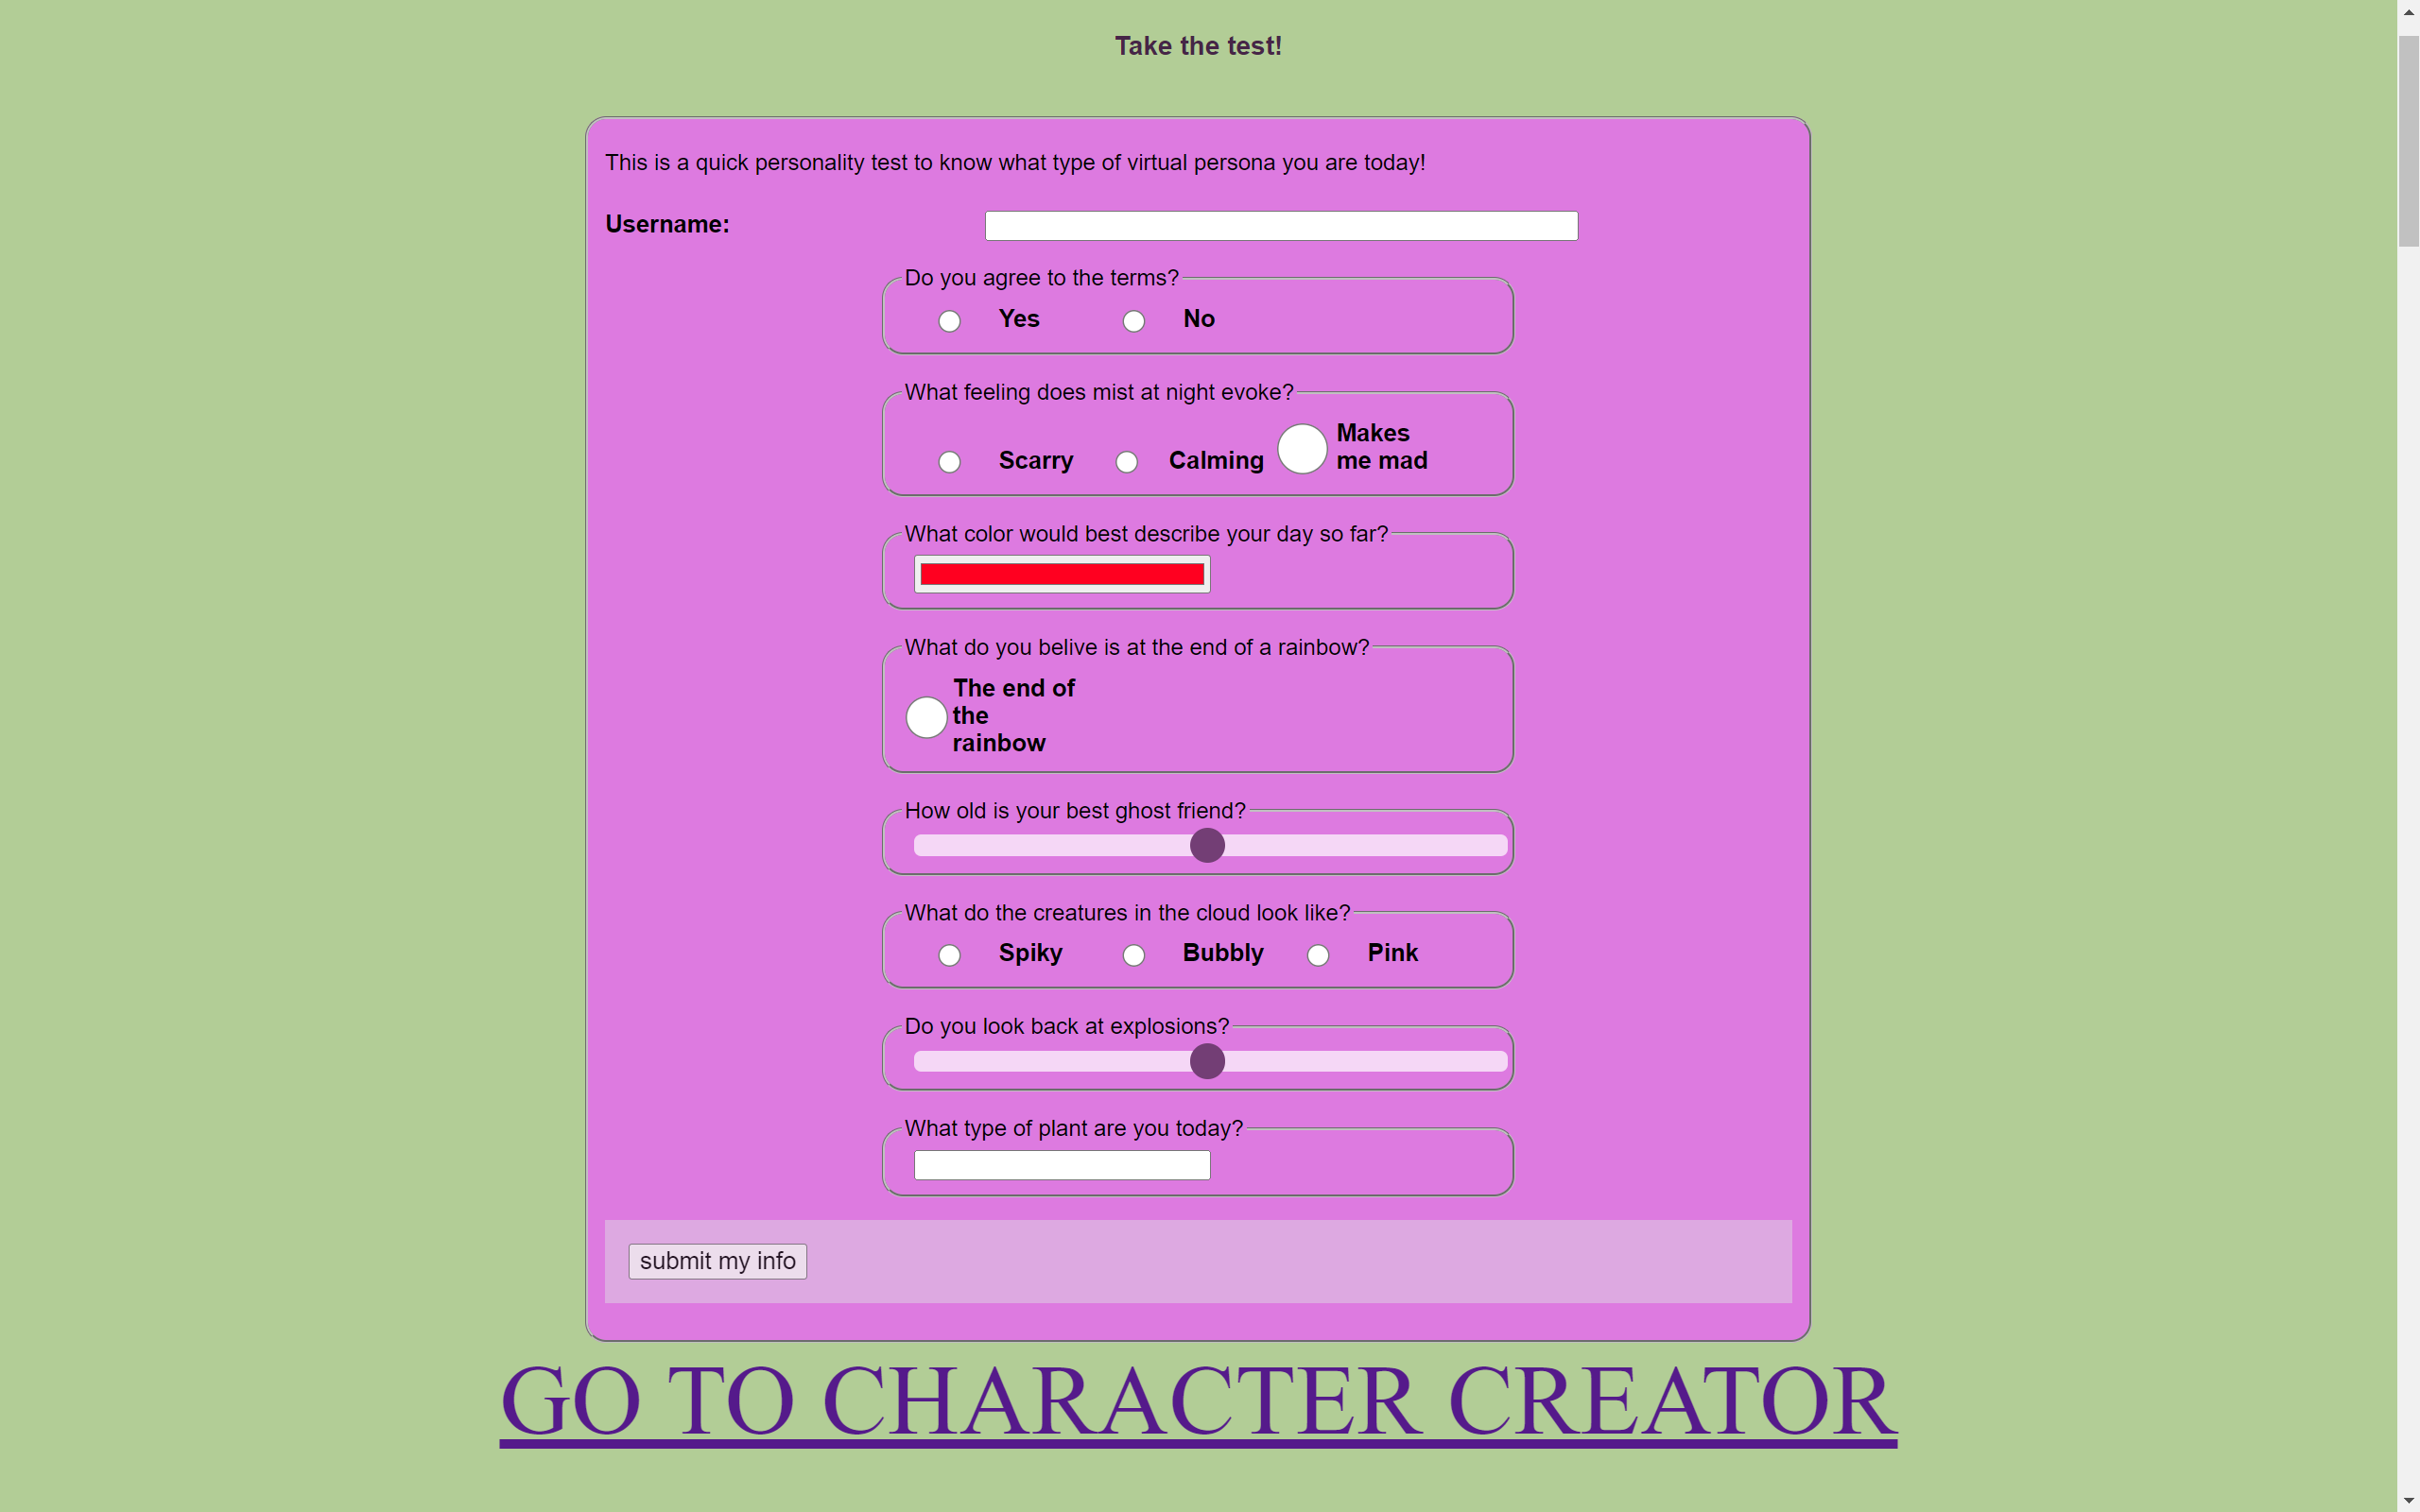 Take the test!
This is a quick personality test to know what type of virtual persona you are today!
Username:
Do you agree to the terms?
Yes No
What feeling does mist at night evoke?
Scarry Calming Makes
me mad
What color would best describe your day so far?
What do you belive is at the end of a rainbow?
The end of
the
rainbow
How old is your best ghost friend?
What do the creatures in the cloud look like?
Spiky Bubbly Pink
Do you look back at explosions?
What type of plant are you today?
submit my info
GO TO CHARACTER CREATOR